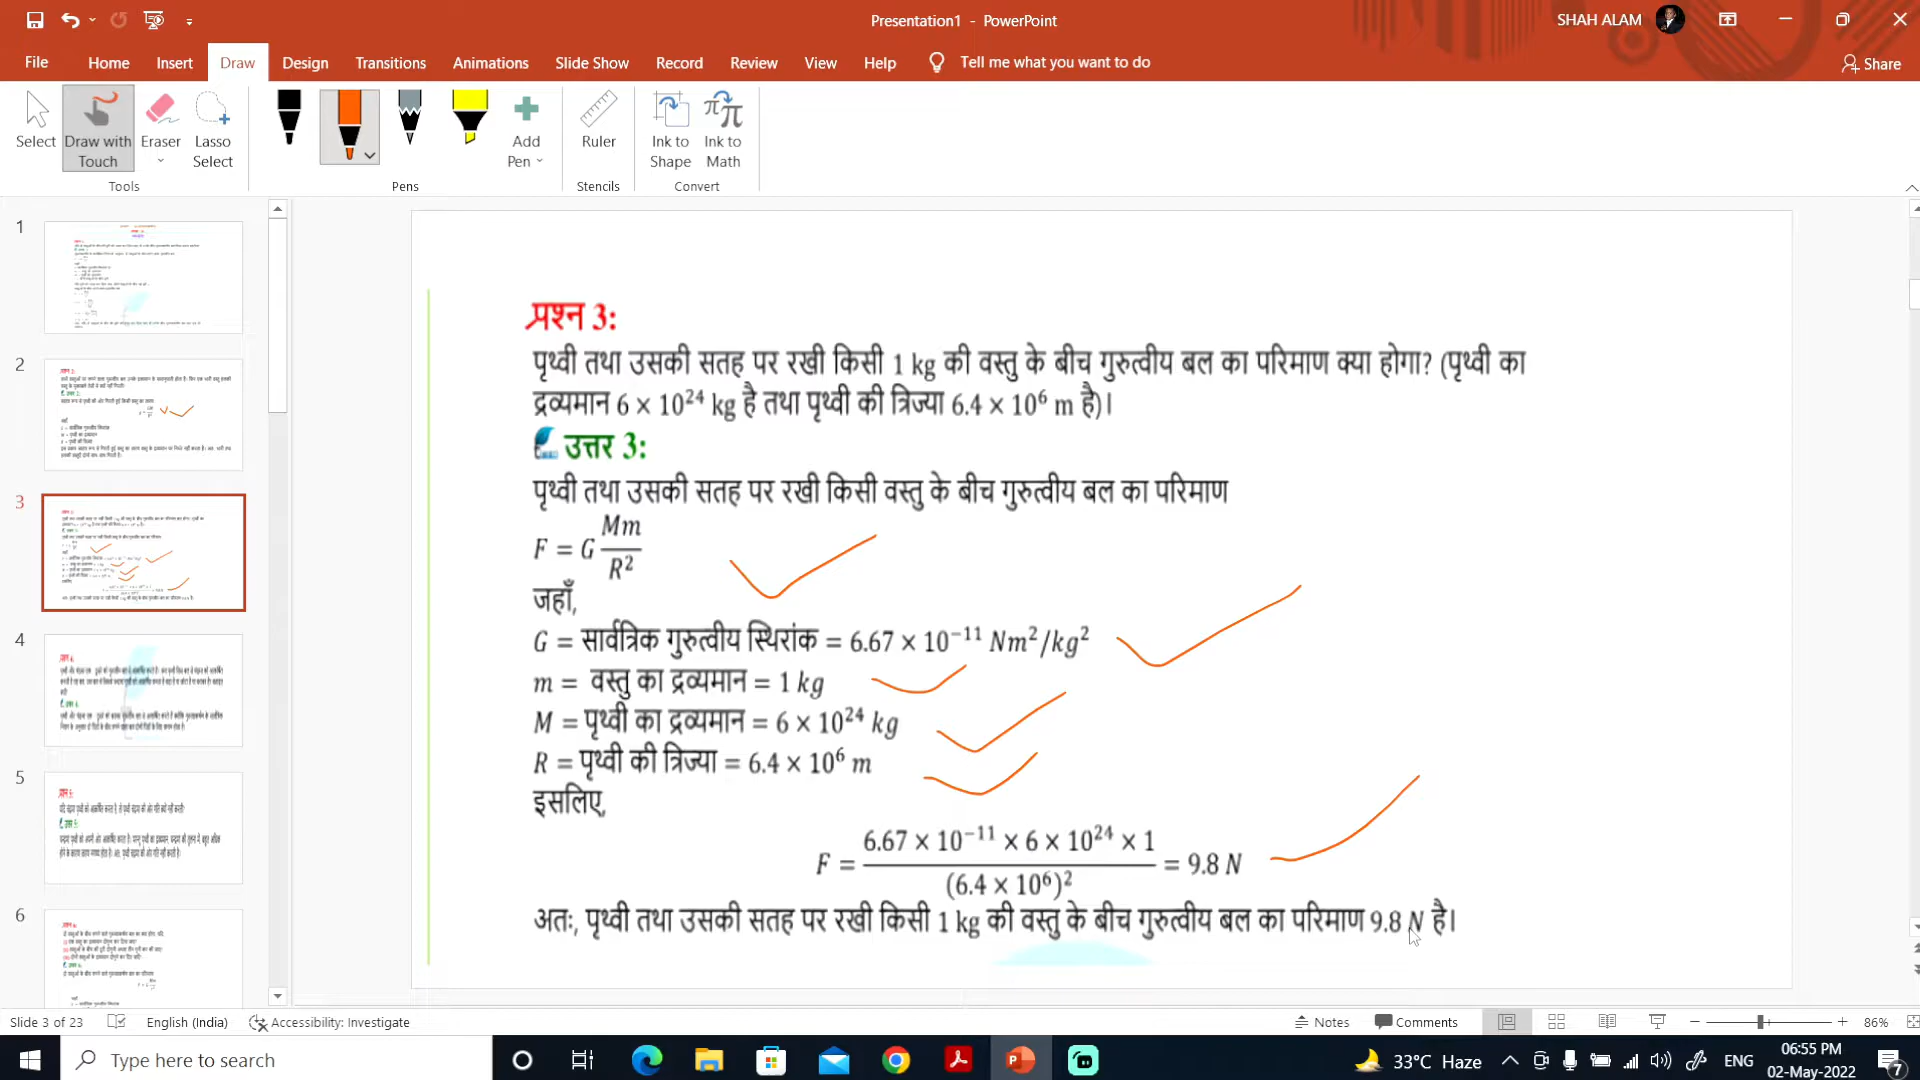 Presentation1 - PowerPoint
SHAH ALAM
File Home Insert Draw Design Transitions Animations Slide Show Record Review View Help Tell me what you want to do Share
Select
Draw with Touch
Eraser
Lasso Select
Add Pen
Ruler
Ink to Shape
Ink to Math
Tools Pens Stencils Convert
1
2
3
4
5
6
प्रश्न 3:
पृथ्वी तथा उसकी सतह पर रखी किसी 1 kg की वस्तु के बीच गुरुत्वीय बल का परिमाण क्या होगा? (पृथ्वी का
द्रव्यमान 6 × 10²⁴ kg है तथा पृथ्वी की त्रिज्या 6.4 × 10⁶ m है)।
उत्तर 3:
पृथ्वी तथा उसकी सतह पर रखी किसी वस्तु के बीच गुरुत्वीय बल का परिमाण
F = G Mm/R²
जहाँ,
G = सार्वत्रिक गुरुत्वीय स्थिरांक = 6.67 × 10⁻¹¹ Nm²/kg²
m = वस्तु का द्रव्यमान = 1 kg
M = पृथ्वी का द्रव्यमान = 6 × 10²⁴ kg
R = पृथ्वी की त्रिज्या = 6.4 × 10⁶ m
इसलिए,
F = 6.67 × 10⁻¹¹ × 6 × 10²⁴ × 1 / (6.4 × 10⁶)² = 9.8 N
अतः, पृथ्वी तथा उसकी सतह पर रखी किसी 1 kg की वस्तु के बीच गुरुत्वीय बल का परिमाण 9.8 N है।
Slide 3 of 23 English (India) Accessibility: Investigate Notes Comments 86%
Type here to search
33°C Haze ENG
06:55 PM
02-May-2022
7